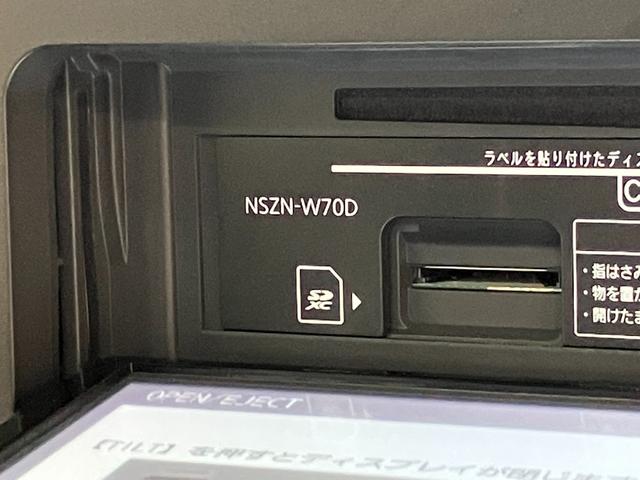 ラベルを貼り付けたディス
NSZN-W70D
C
SD
XC
・指はさみ
・物を置か
・開けたま
OPEN/EJECT
【TILT】を押すとディスプレイが閉じます